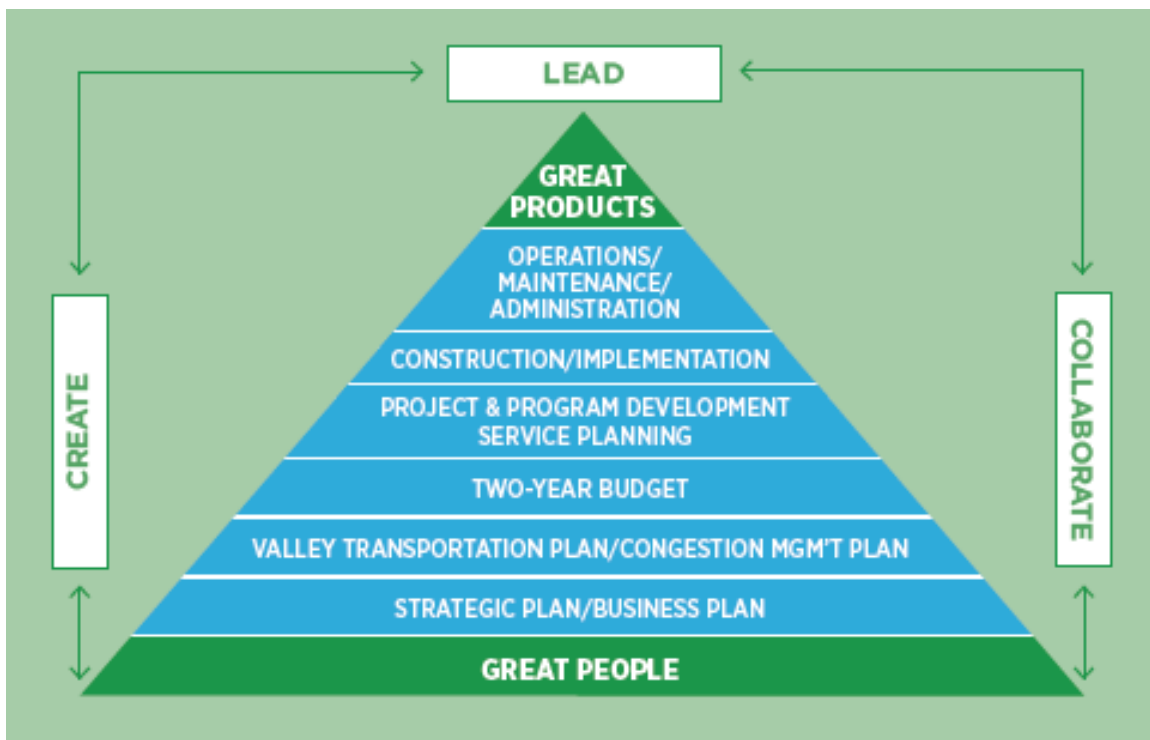 LEAD
GREAT
PRODUCTS
OPERATIONS/
MAINTENANCE/
ADMINISTRATION
CONSTRUCTION/IMPLEMENTATION
PROJECT & PROGRAM DEVELOPMENT
SERVICE PLANNING
TWO-YEAR BUDGET
VALLEY TRANSPORTATION PLAN/CONGESTION MGM'T PLAN
STRATEGIC PLAN/BUSINESS PLAN
GREAT PEOPLE
CREATE
COLLABORATE